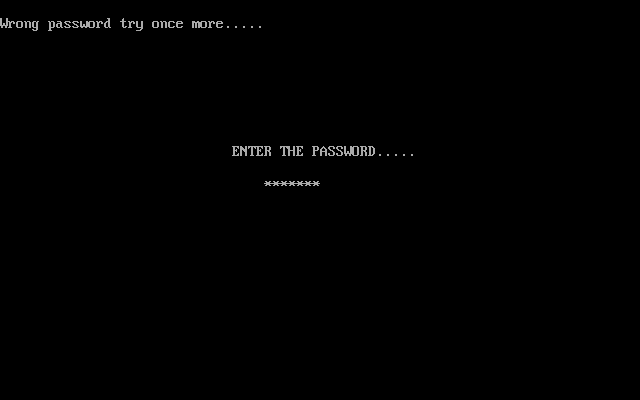 Wrong password try once more.....
ENTER THE PASSWORD.....
*******